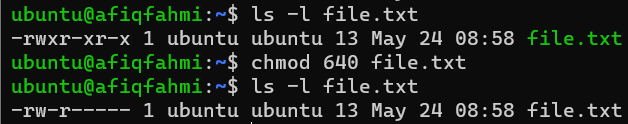 ubuntu@afiqfahmi:~$ ls -l file.txt
-rwxr-xr-x 1 ubuntu ubuntu 13 May 24 08:58 file.txt
ubuntu@afiqfahmi:~$ chmod 640 file.txt
ubuntu@afiqfahmi:~$ ls -l file.txt
-rw-r----- 1 ubuntu ubuntu 13 May 24 08:58 file.txt